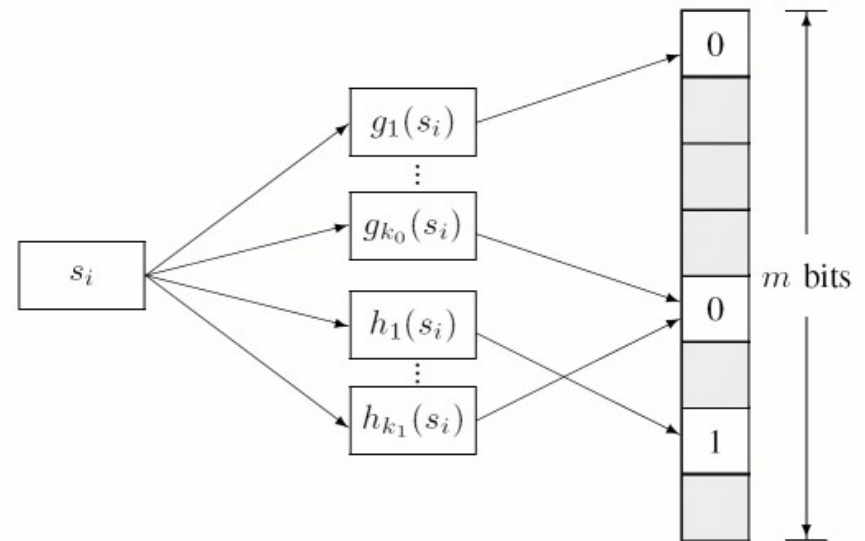 s_i
g_1(s_i)
⋮
g_{k_0}(s_i)
h_1(s_i)
⋮
h_{k_1}(s_i)
0
0
1
m bits